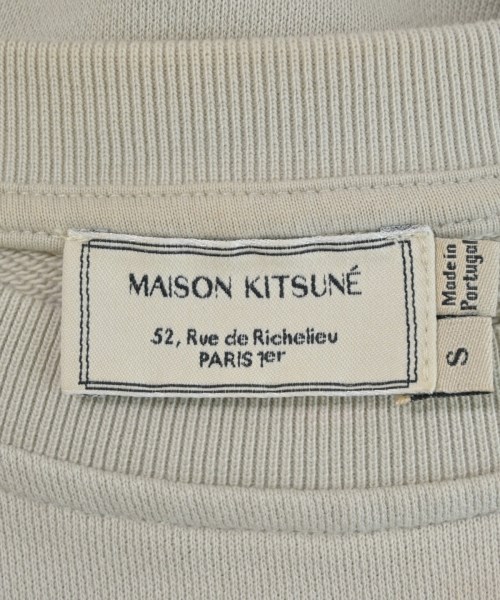 MAISON KITSUNÉ
52, Rue de Richelieu
PARIS 1er
Made in
Portugal
S